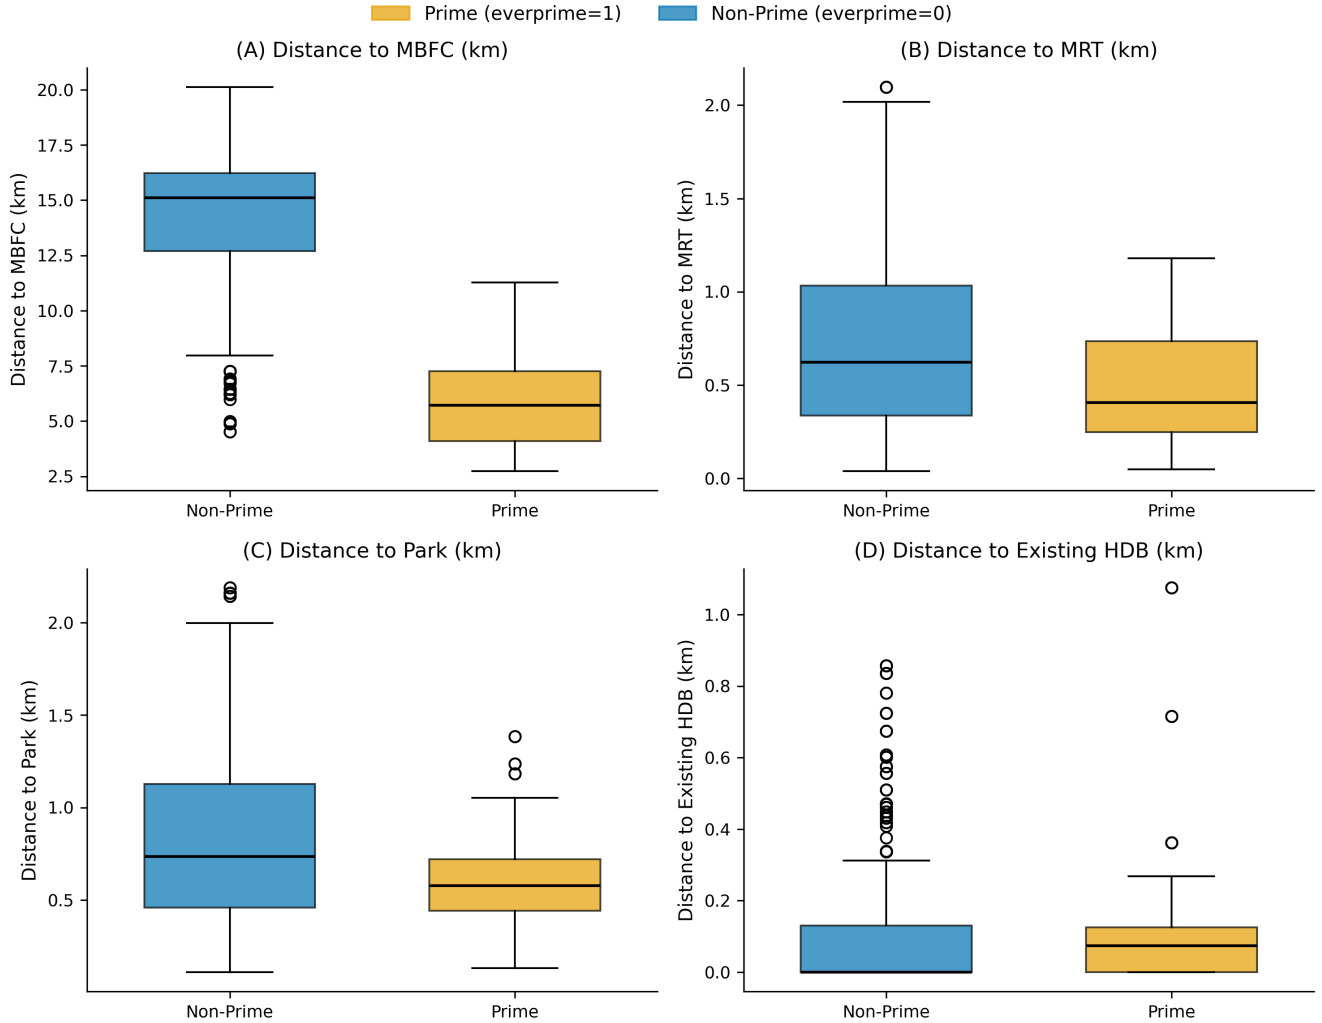 Prime (everprime=1) Non-Prime (everprime=0)
(A) Distance to MBFC (km)
Distance to MBFC (km)
20.0
17.5
15.0
12.5
10.0
7.5
5.0
2.5
Non-Prime Prime
(B) Distance to MRT (km)
Distance to MRT (km)
2.0
1.5
1.0
0.5
0.0
Non-Prime Prime
(C) Distance to Park (km)
Distance to Park (km)
2.0
1.5
1.0
0.5
Non-Prime Prime
(D) Distance to Existing HDB (km)
Distance to Existing HDB (km)
1.0
0.8
0.6
0.4
0.2
0.0
Non-Prime Prime